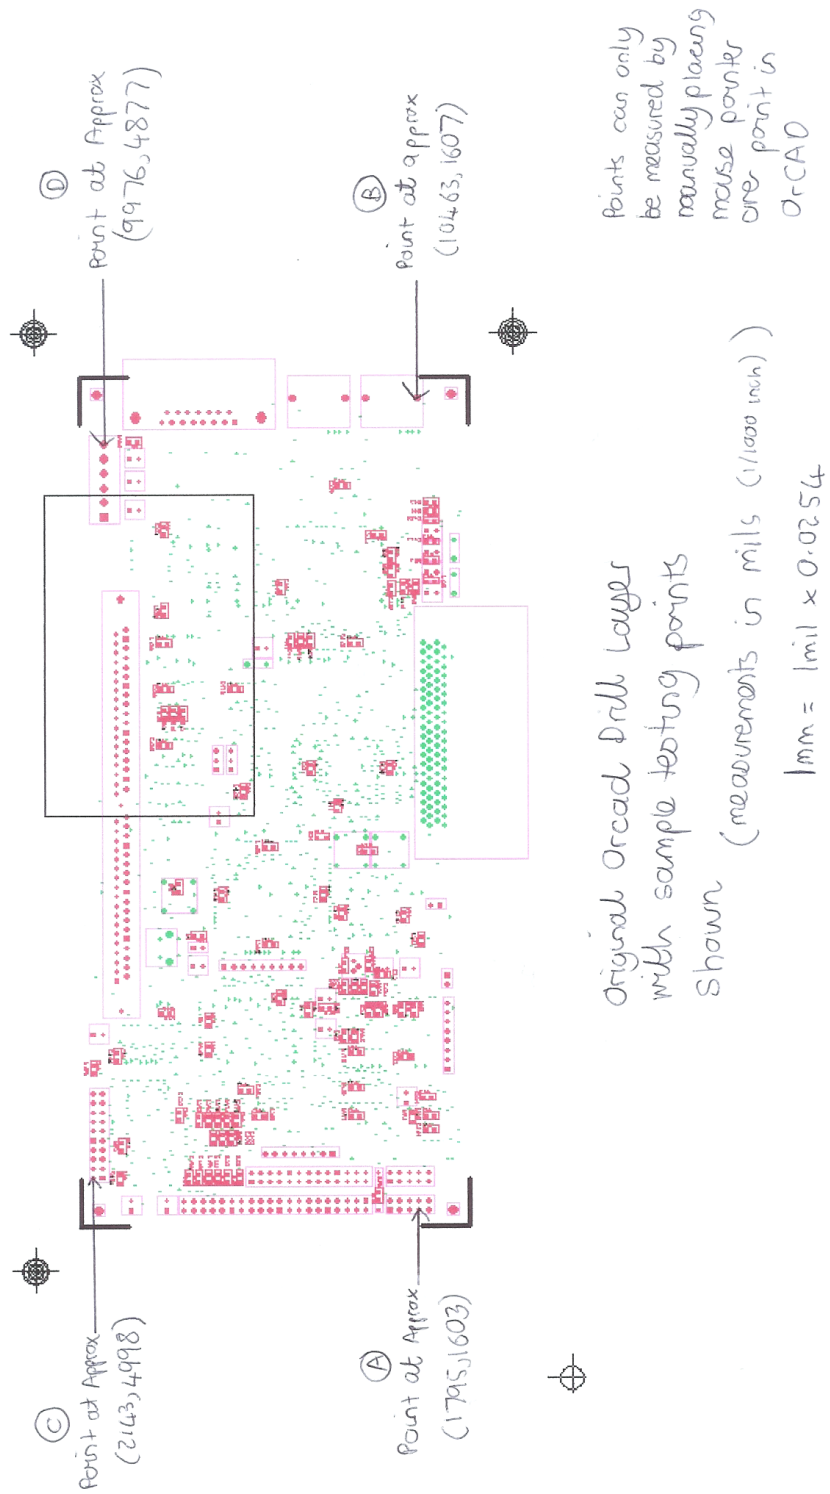 D
Point at Approx
(9976,4877)
B
Point at approx
(10463,1607)
Points can only
be measured by
manually placing
mouse pointer
over point in
OrCAD
C
Point at Approx
(2143,4998)
A
Point at Approx
(1795,1603)
Original Orcad Drill Layer
with sample testing points
shown
(measurements in mils (1/1000 inch))
1mm = 1mil x 0.0254